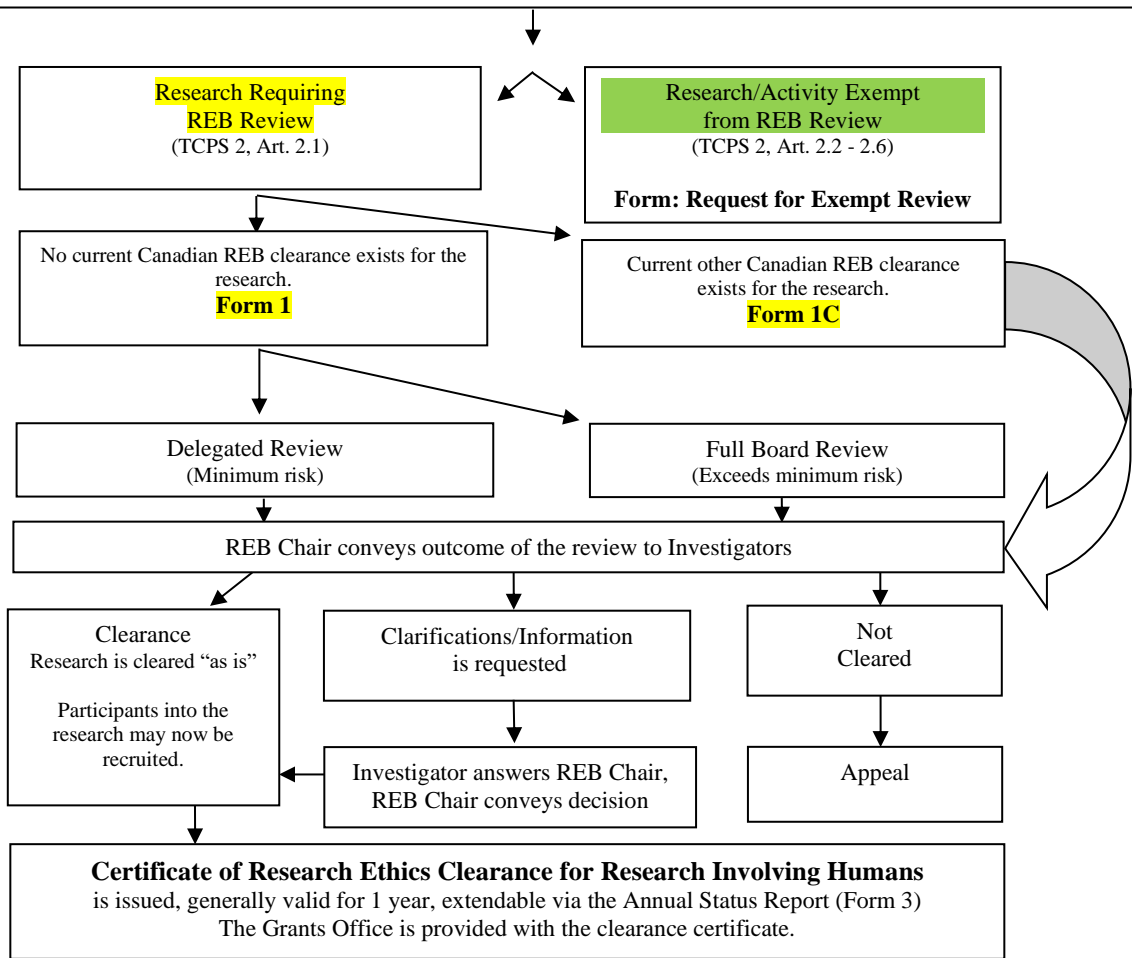 Research Requiring
REB Review
(TCPS 2, Art. 2.1)
Research/Activity Exempt
from REB Review
(TCPS 2, Art. 2.2 - 2.6)
Form: Request for Exempt Review
No current Canadian REB clearance exists for the
research.
Form 1
Current other Canadian REB clearance
exists for the research.
Form 1C
Delegated Review
(Minimum risk)
Full Board Review
(Exceeds minimum risk)
REB Chair conveys outcome of the review to Investigators
Clearance
Research is cleared “as is”
Participants into the
research may now be
recruited.
Clarifications/Information
is requested
Not
Cleared
Investigator answers REB Chair,
REB Chair conveys decision
Appeal
Certificate of Research Ethics Clearance for Research Involving Humans
is issued, generally valid for 1 year, extendable via the Annual Status Report (Form 3)
The Grants Office is provided with the clearance certificate.